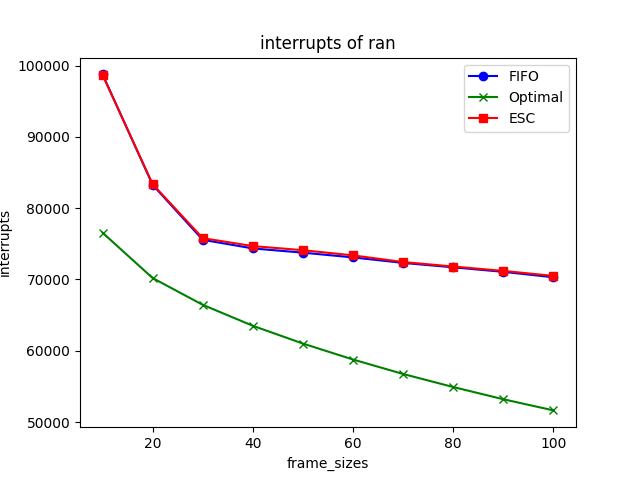 interrupts of ran
FIFO
Optimal
ESC
interrupts
100000
90000
80000
70000
60000
50000
20
40
60
80
100
frame_sizes